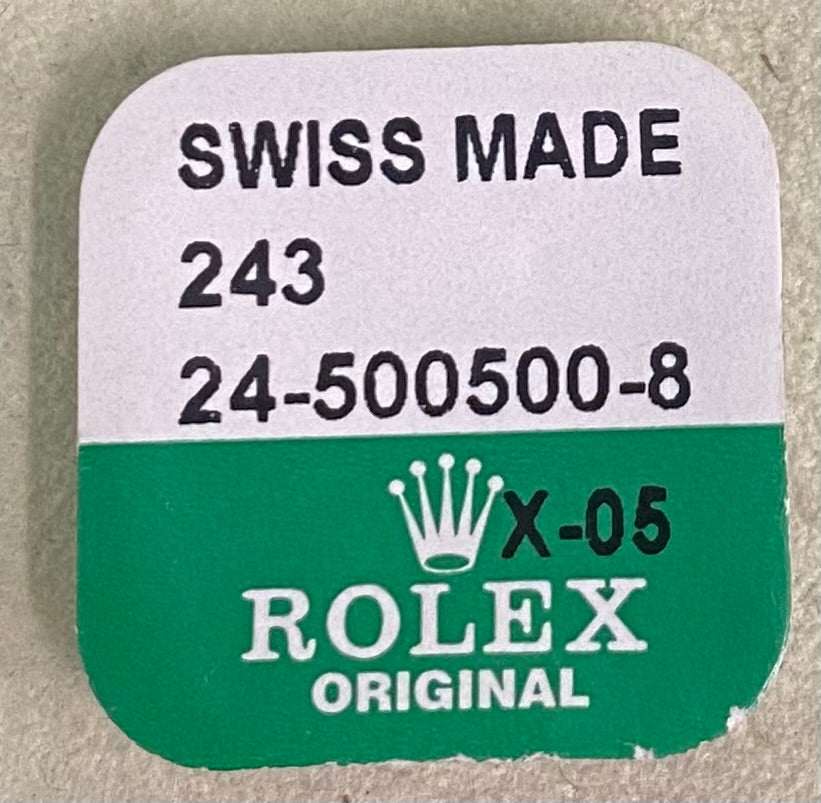 SWISS MADE
243
24-500500-8
X-05
ROLEX
ORIGINAL